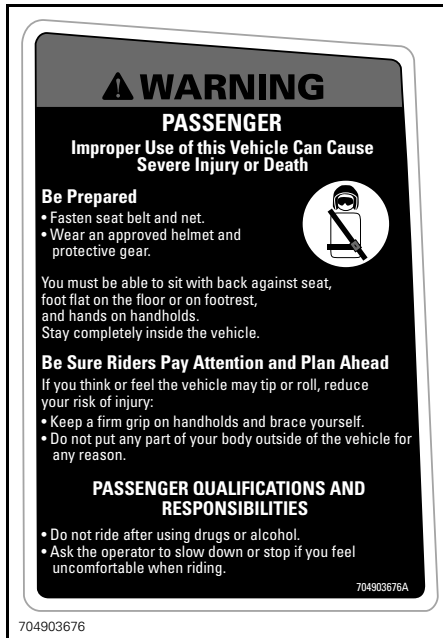 WARNING
PASSENGER
Improper Use of this Vehicle Can Cause
Severe Injury or Death
Be Prepared
• Fasten seat belt and net.
• Wear an approved helmet and
protective gear.
You must be able to sit with back against seat,
foot flat on the floor or on footrest,
and hands on handholds.
Stay completely inside the vehicle.
Be Sure Riders Pay Attention and Plan Ahead
If you think or feel the vehicle may tip or roll, reduce
your risk of injury:
• Keep a firm grip on handholds and brace yourself.
• Do not put any part of your body outside of the vehicle for
any reason.
PASSENGER QUALIFICATIONS AND
RESPONSIBILITIES
• Do not ride after using drugs or alcohol.
• Ask the operator to slow down or stop if you feel
uncomfortable when riding.
704903676A
704903676